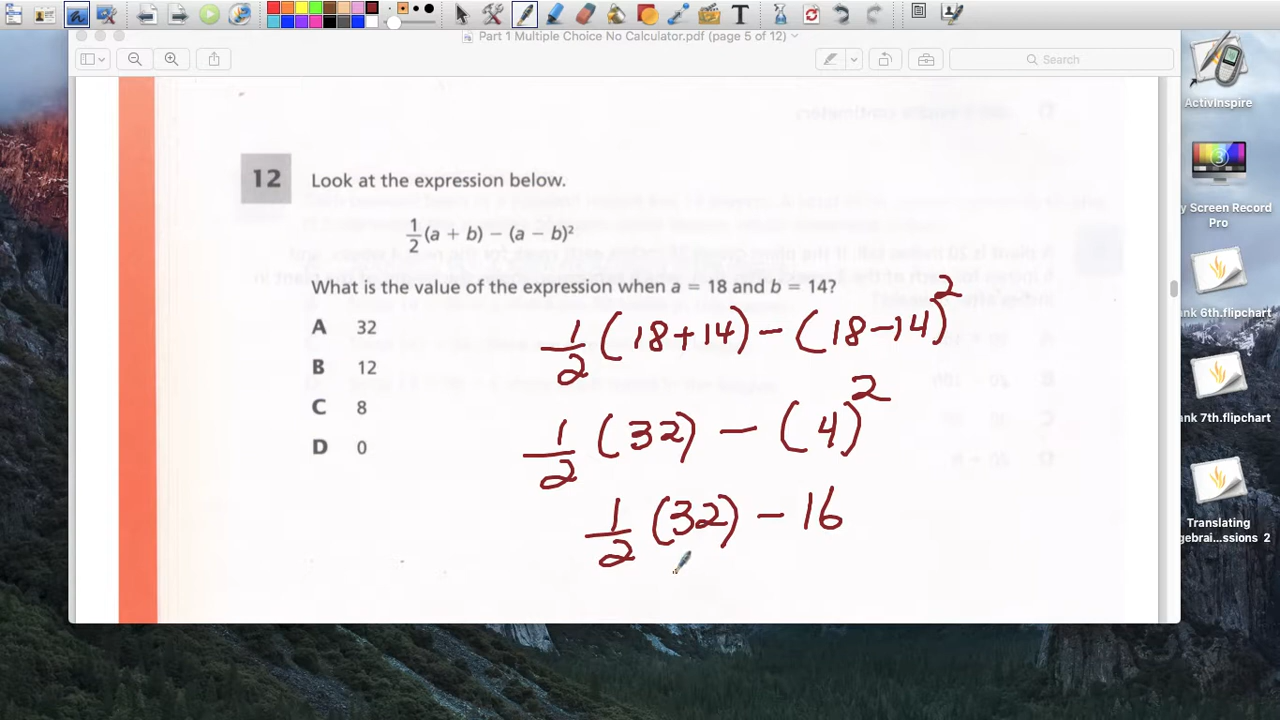 Part 1 Multiple Choice No Calculator.pdf (page 5 of 12)
Search
ActivInspire
y Screen Record
Pro
nk 6th.flipchart
nk 7th.flipchart
Translating
lgebrai...ssions 2
12 Look at the expression below.
1/2(a + b) − (a − b)²
What is the value of the expression when a = 18 and b = 14?
A 32
B 12
C 8
D 0
1/2 (18+14) − (18−14)²
1/2 (32) − (4)²
1/2 (32) − 16